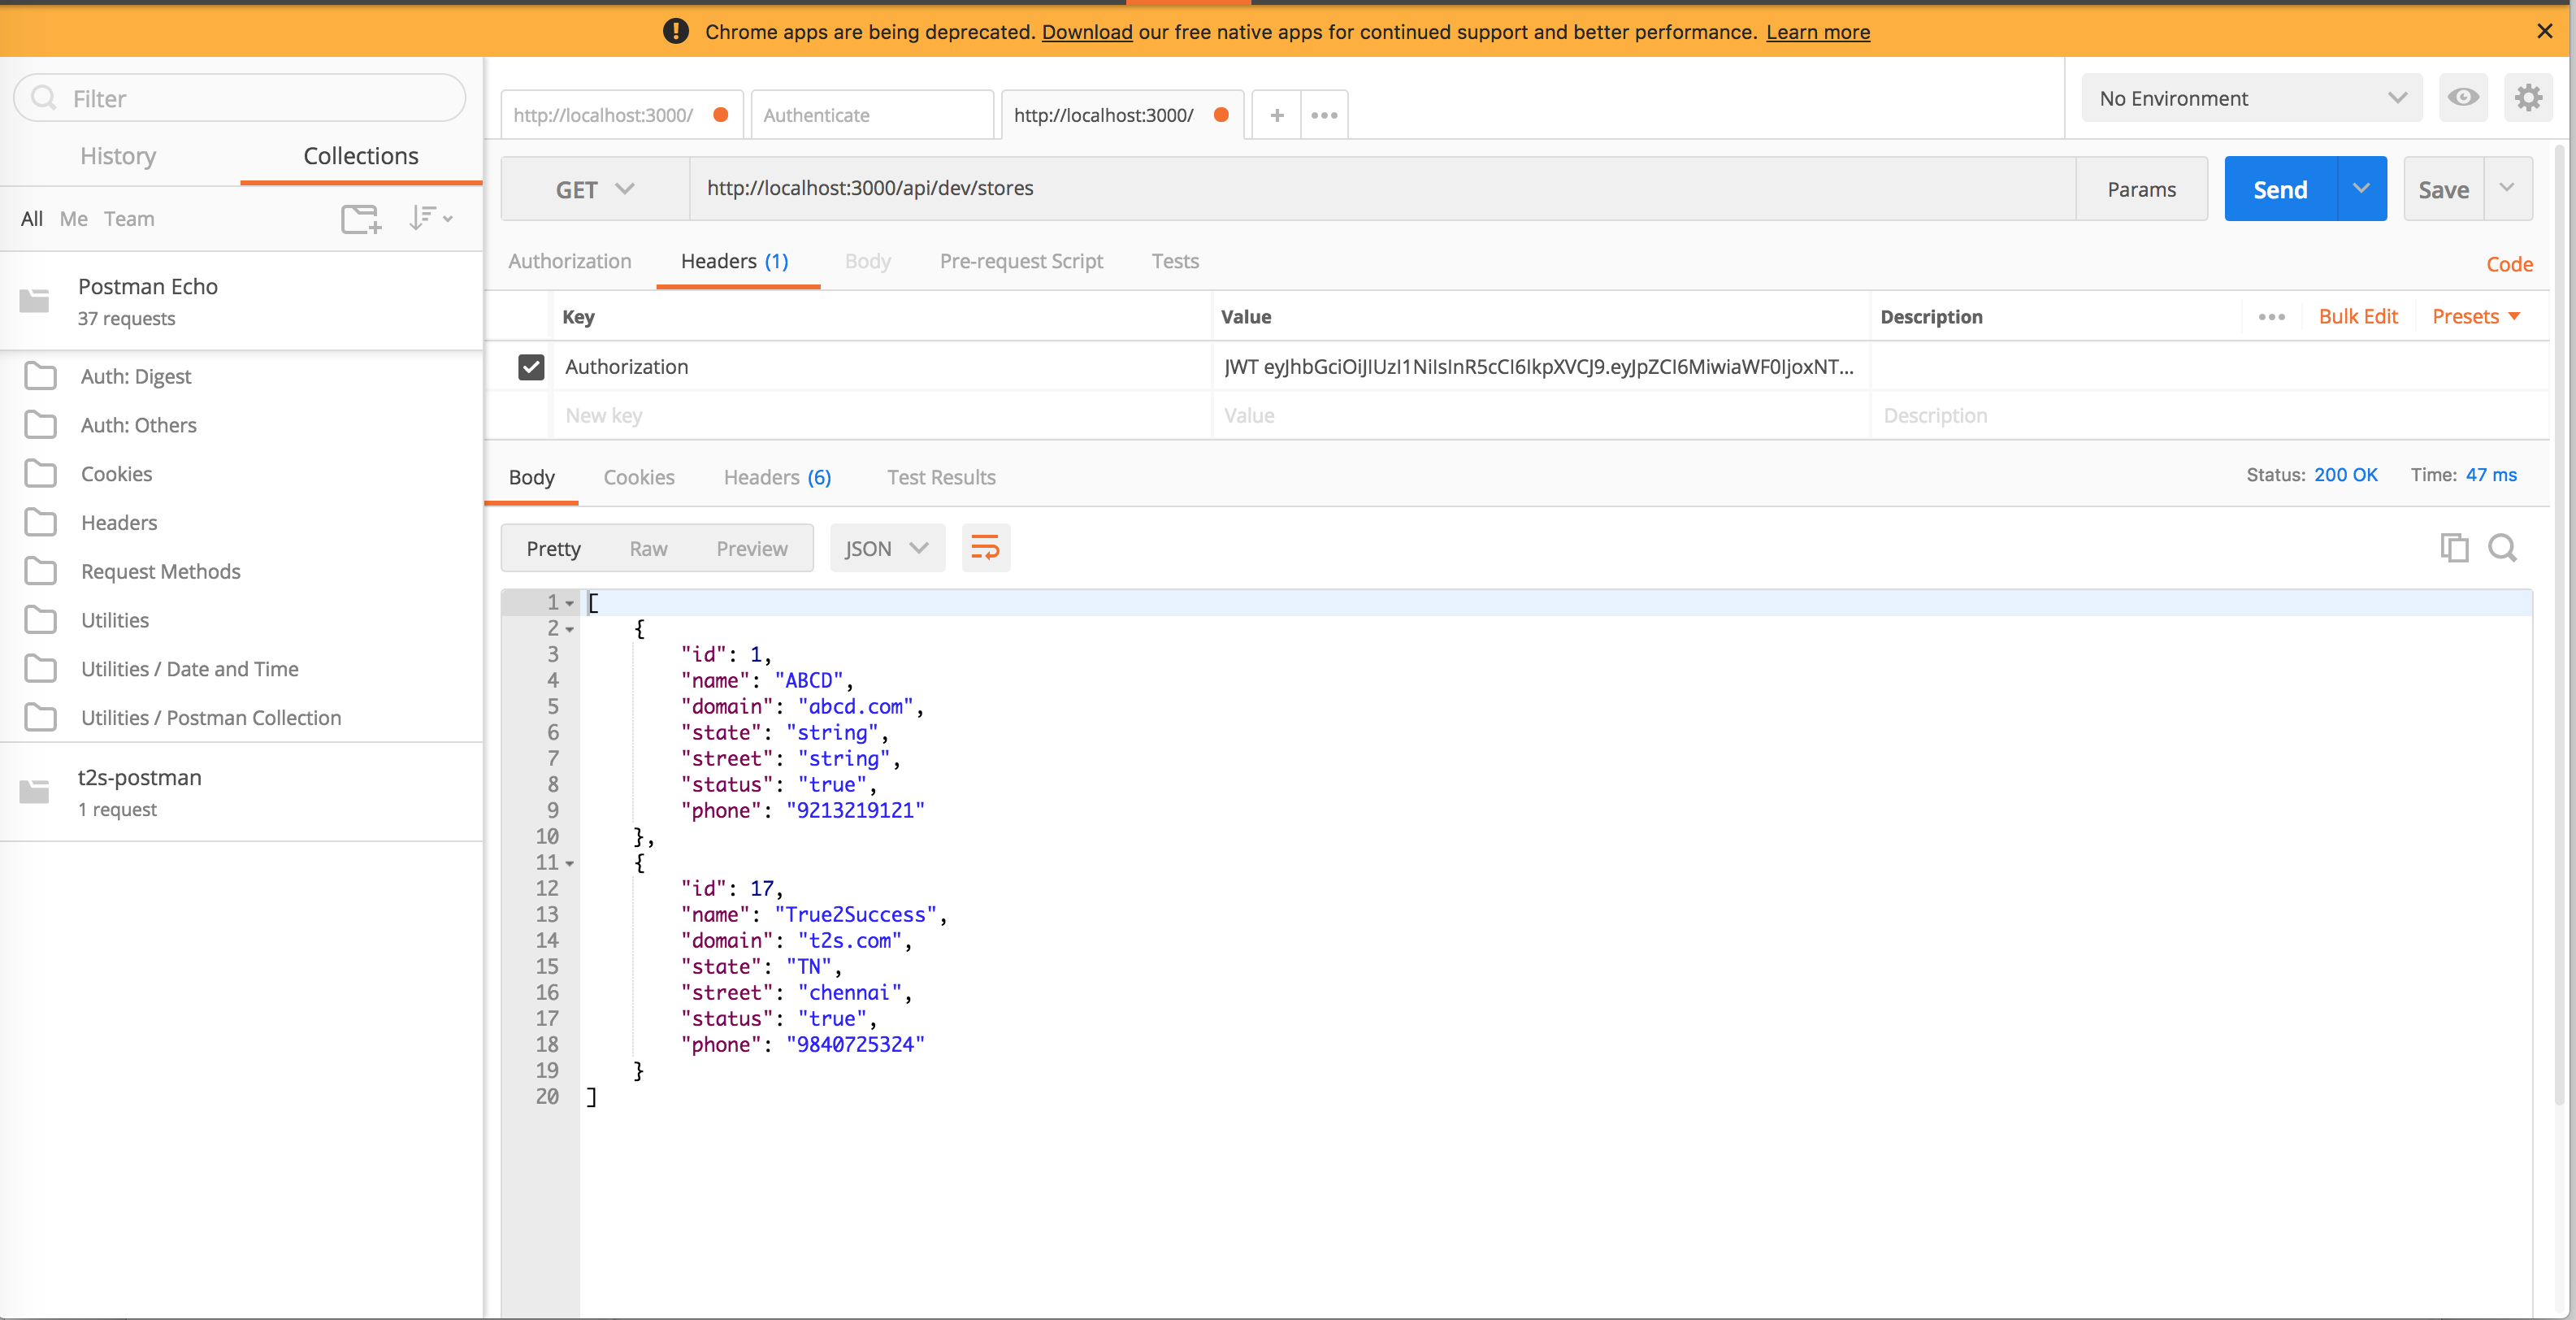 Chrome apps are being deprecated. Download our free native apps for continued support and better performance. Learn more
Filter
History Collections
All Me Team
Postman Echo
37 requests
Auth: Digest
Auth: Others
Cookies
Headers
Request Methods
Utilities
Utilities / Date and Time
Utilities / Postman Collection
t2s-postman
1 request
http://localhost:3000/ Authenticate http://localhost:3000/ + •••
No Environment
GET http://localhost:3000/api/dev/stores Params Send Save
Authorization Headers (1) Body Pre-request Script Tests Code
Key Value Description ••• Bulk Edit Presets
Authorization JWT eyJhbGciOiJIUzI1NiIsInR5cCI6IkpXVCJ9.eyJpZCI6MiwiaWF0IjoxNT...
New key Value Description
Body Cookies Headers (6) Test Results Status: 200 OK Time: 47 ms
Pretty Raw Preview JSON
1 [
2 {
3 "id": 1,
4 "name": "ABCD",
5 "domain": "abcd.com",
6 "state": "string",
7 "street": "string",
8 "status": "true",
9 "phone": "9213219121"
10 },
11 {
12 "id": 17,
13 "name": "True2Success",
14 "domain": "t2s.com",
15 "state": "TN",
16 "street": "chennai",
17 "status": "true",
18 "phone": "9840725324"
19 }
20 ]